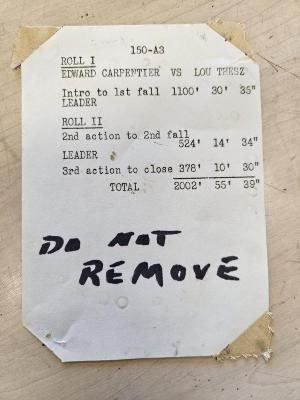 150-A3
ROLL I
EDWARD CARPENTIER VS LOU THESZ
Intro to 1st fall 1100' 30' 35"
LEADER
ROLL II
2nd action to 2nd fall
524' 14' 34"
LEADER
3rd action to close 378' 10' 30"
TOTAL 2002' 55' 39"
DO NOT
REMOVE